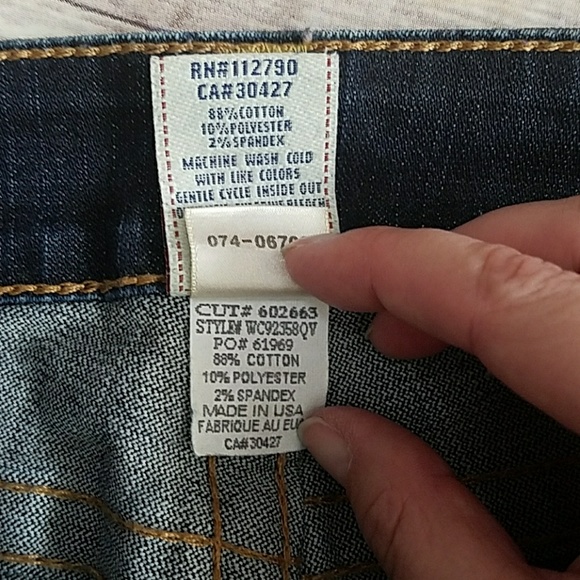 RN#112790
CA#30427
88%COTTON
10%POLYESTER
2%SPANDEX
MACHINE WASH COLD
WITH LIKE COLORS
GENTLE CYCLE INSIDE OUT
074-0670
CUT# 602663
STYLE# WC92358QV
PO# 61969
88% COTTON
10% POLYESTER
2% SPANDEX
MADE IN USA
FABRIQUE AU EUA
CA#30427